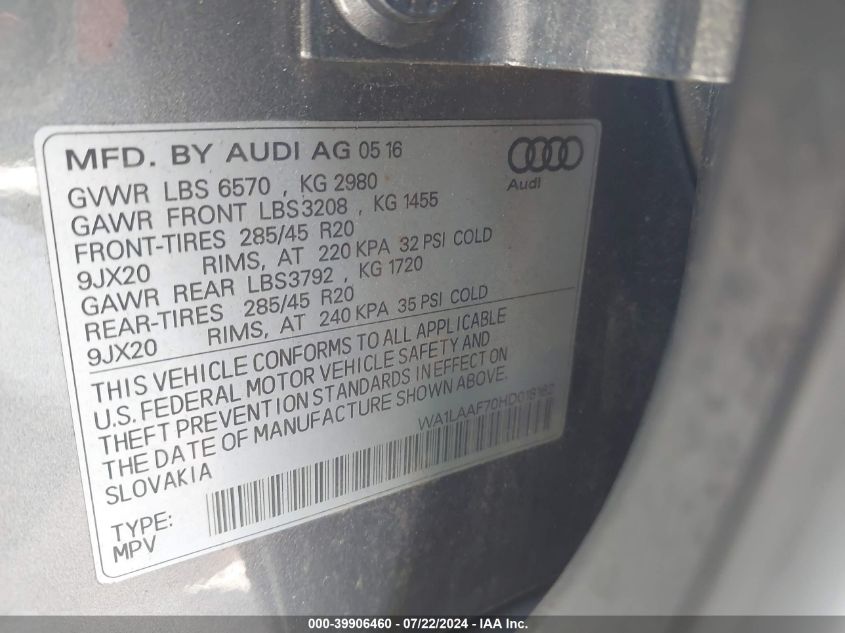 MFD. BY AUDI AG 05 16
Audi
GVWR LBS 6570 , KG 2980
GAWR FRONT LBS3208 , KG 1455
FRONT-TIRES 285/45 R20
9JX20 RIMS, AT 220 KPA 32 PSI COLD
GAWR REAR LBS3792 , KG 1720
REAR-TIRES 285/45 R20
9JX20 RIMS, AT 240 KPA 35 PSI COLD
THIS VEHICLE CONFORMS TO ALL APPLICABLE
U.S. FEDERAL MOTOR VEHICLE SAFETY AND
THEFT PREVENTION STANDARDS IN EFFECT ON
THE DATE OF MANUFACTURE SHOWN ABOVE.
SLOVAKIA
WA1LAAF70HD016162
TYPE:
MPV
000-39906460 - 07/22/2024 - IAA Inc.